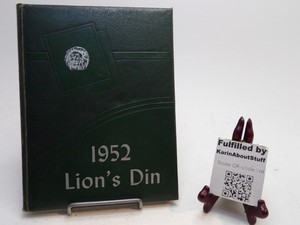 1952
Lion's Din
Fulfilled by
KarinAboutStuff